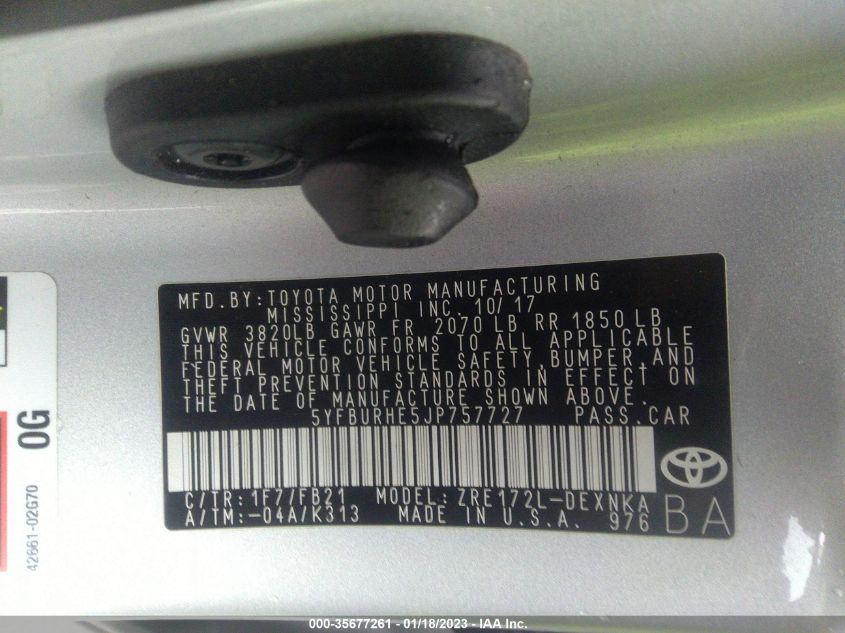 MFD.BY:TOYOTA MOTOR MANUFACTURING
MISSISSIPPI INC. 10/17
GVWR 3820LB GAWR FR 2070 LB RR 1850 LB
THIS VEHICLE CONFORMS TO ALL APPLICABLE
FEDERAL MOTOR VEHICLE SAFETY,BUMPER,AND
THEFT PREVENTION STANDARDS IN EFFECT ON
THE DATE OF MANUFACTURE SHOWN ABOVE.
5YFBURHE5JP757727 PASS.CAR
C/TR: 1F7/FB21 MODEL: ZRE172L-DEXNKA
A/TM:-04A/K313 MADE IN U.S.A. 976
BA
0G
42661-02G70
000-35677261 - 01/18/2023 - IAA Inc.